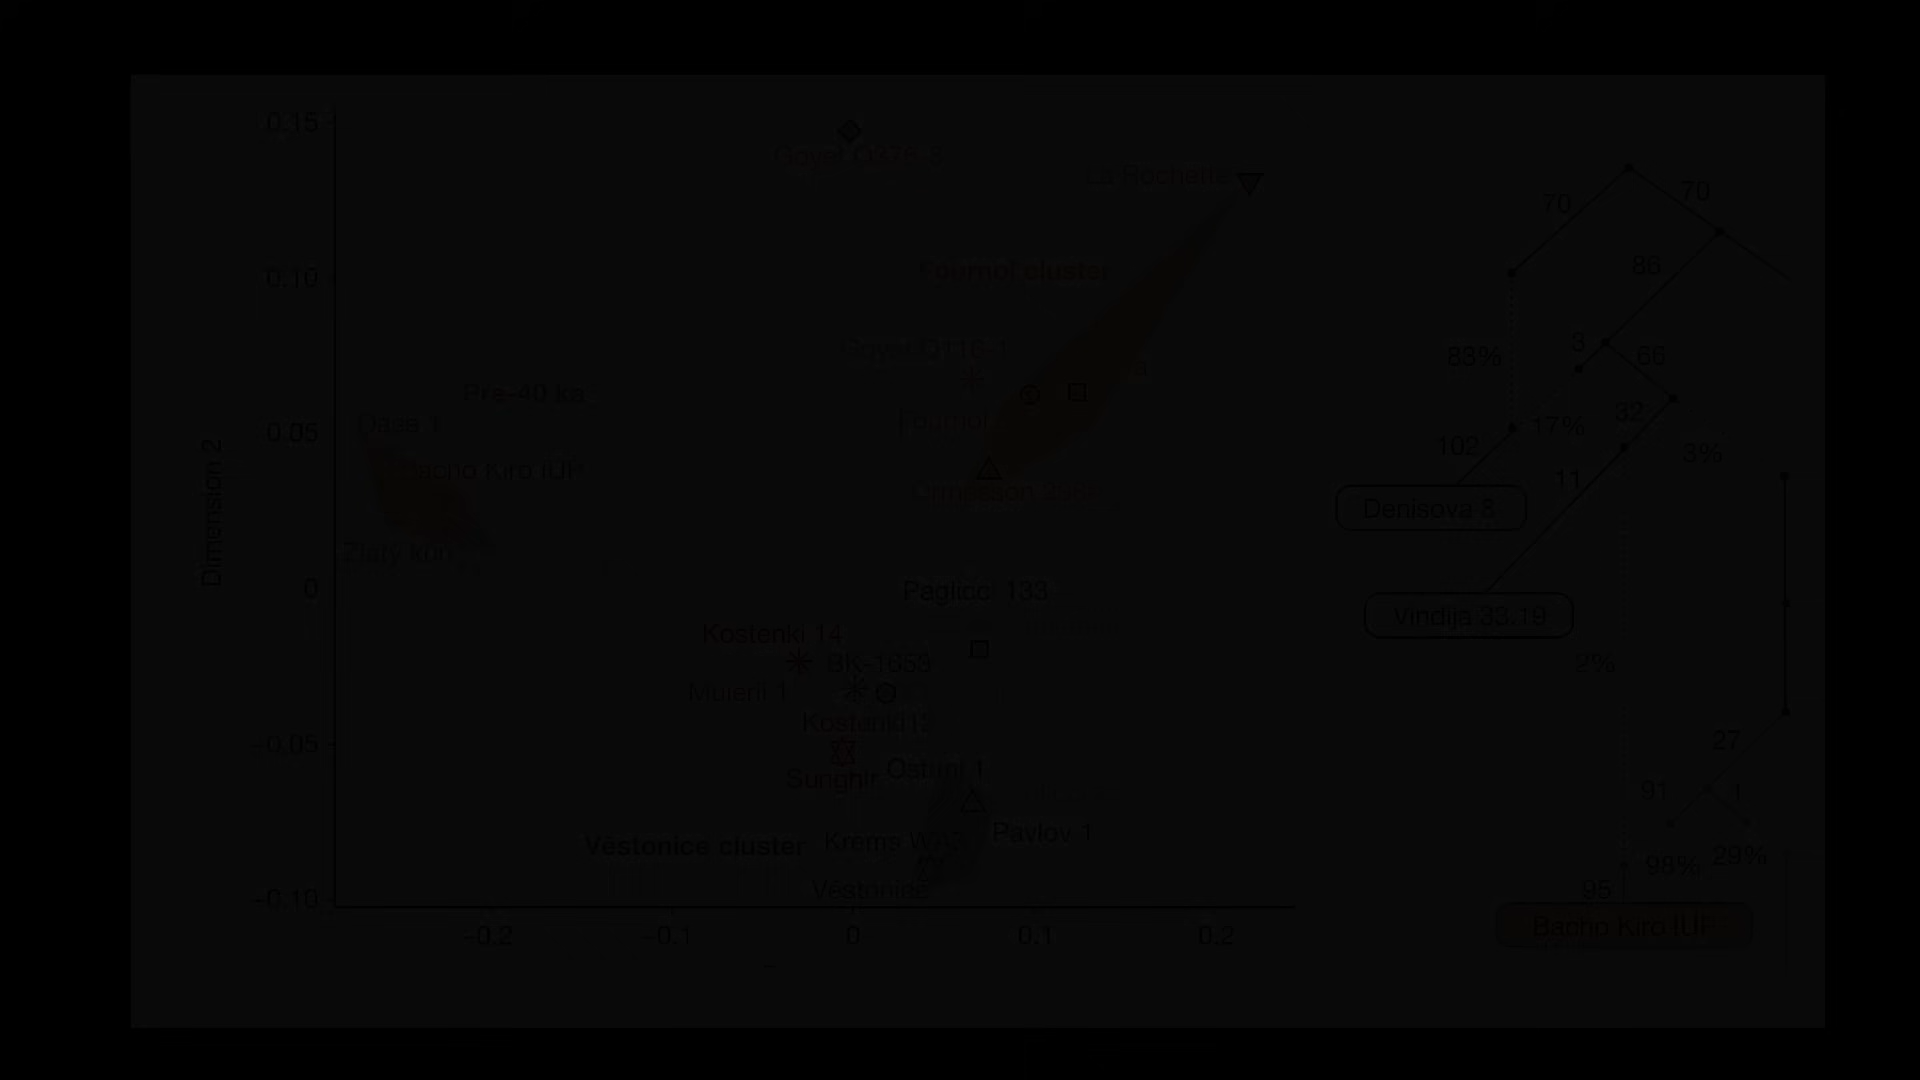 0.15
Goyet Q376-3
La Rochette
0.10
Fournol cluster
Goyet Q116-1
Pre-40 ka
Oase 1
0.05
Fournol
Bacho Kiro IUP
Ormesson
Zlatý kůň
Dimension 2
0
Paglicci 133
Kostenki 14
BK-1653
Muierii 1
Kostenki12
-0.05
Ostuni 1
Sunghir
Pavlov 1
Věstonice cluster
Krems WA3
Věstonice
-0.10
-0.2
-0.1
0
0.1
0.2
70
70
86
83%
3
66
32
17%
102
3%
11
Denisova 8
Vindija 33.19
2%
27
91
1
98%
29%
95
Bacho Kiro IUP